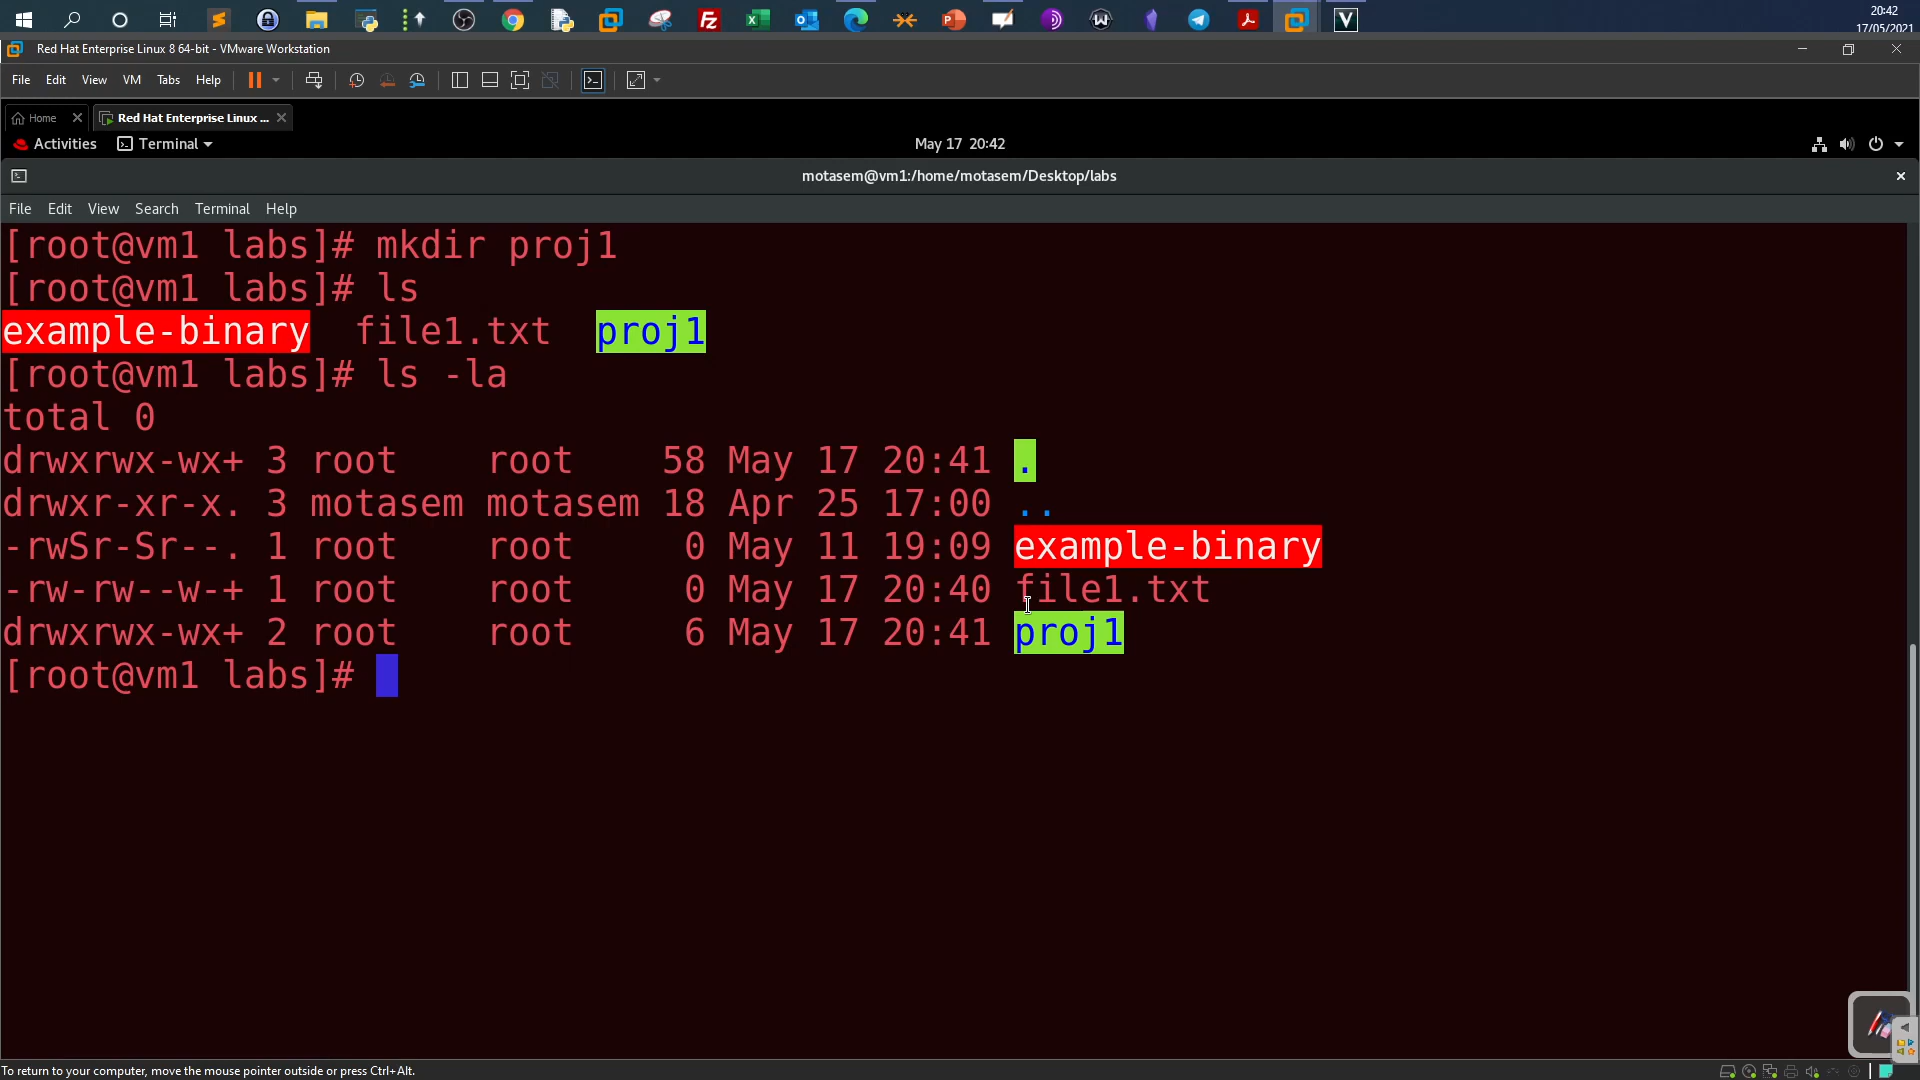 20:42
17/05/2021
Red Hat Enterprise Linux 8 64-bit - VMware Workstation
File Edit View VM Tabs Help
Home Red Hat Enterprise Linux ...
Activities Terminal May 17 20:42
motasem@vm1:/home/motasem/Desktop/labs
File Edit View Search Terminal Help
[root@vm1 labs]# mkdir proj1
[root@vm1 labs]# ls
example-binary file1.txt proj1
[root@vm1 labs]# ls -la
total 0
drwxrwx-wx+ 3 root root 58 May 17 20:41 .
drwxr-xr-x. 3 motasem motasem 18 Apr 25 17:00 ..
-rwSr-Sr--. 1 root root 0 May 11 19:09 example-binary
-rw-rw--w-+ 1 root root 0 May 17 20:40 file1.txt
drwxrwx-wx+ 2 root root 6 May 17 20:41 proj1
[root@vm1 labs]#
To return to your computer, move the mouse pointer outside or press Ctrl+Alt.